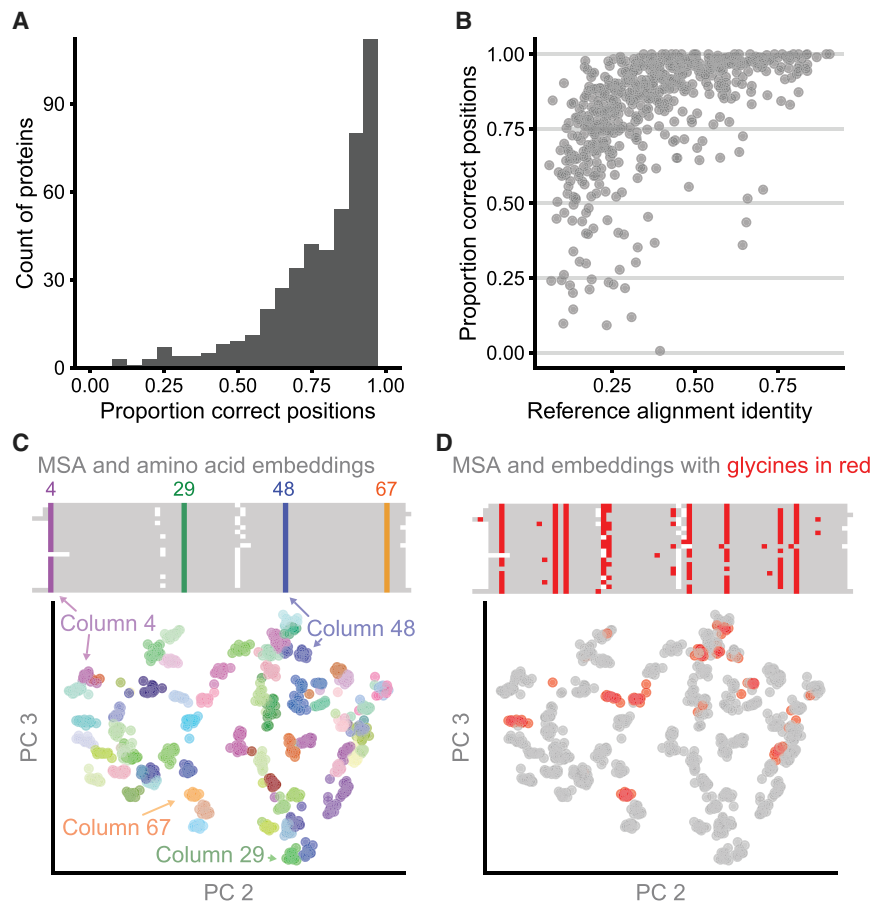 A
Count of proteins
90
60
30
0
0.00 0.25 0.50 0.75 1.00
Proportion correct positions
B
Proportion correct positions
1.00
0.75
0.50
0.25
0.00
0.25 0.50 0.75
Reference alignment identity
C
MSA and amino acid embeddings
4 29 48 67
Column 4
Column 48
Column 67
Column 29
PC 3
PC 2
D
MSA and embeddings with glycines in red
PC 3
PC 2